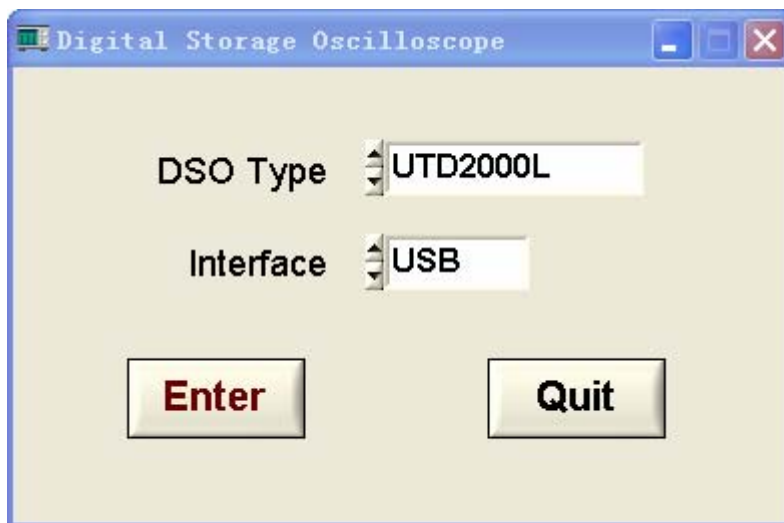 Digital Storage Oscilloscope
DSO Type UTD2000L
Interface USB
Enter Quit